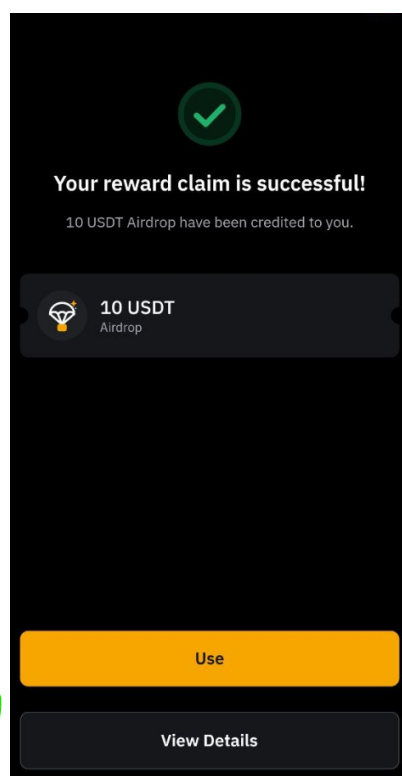 Your reward claim is successful!
10 USDT Airdrop have been credited to you.
10 USDT
Airdrop
Use
View Details